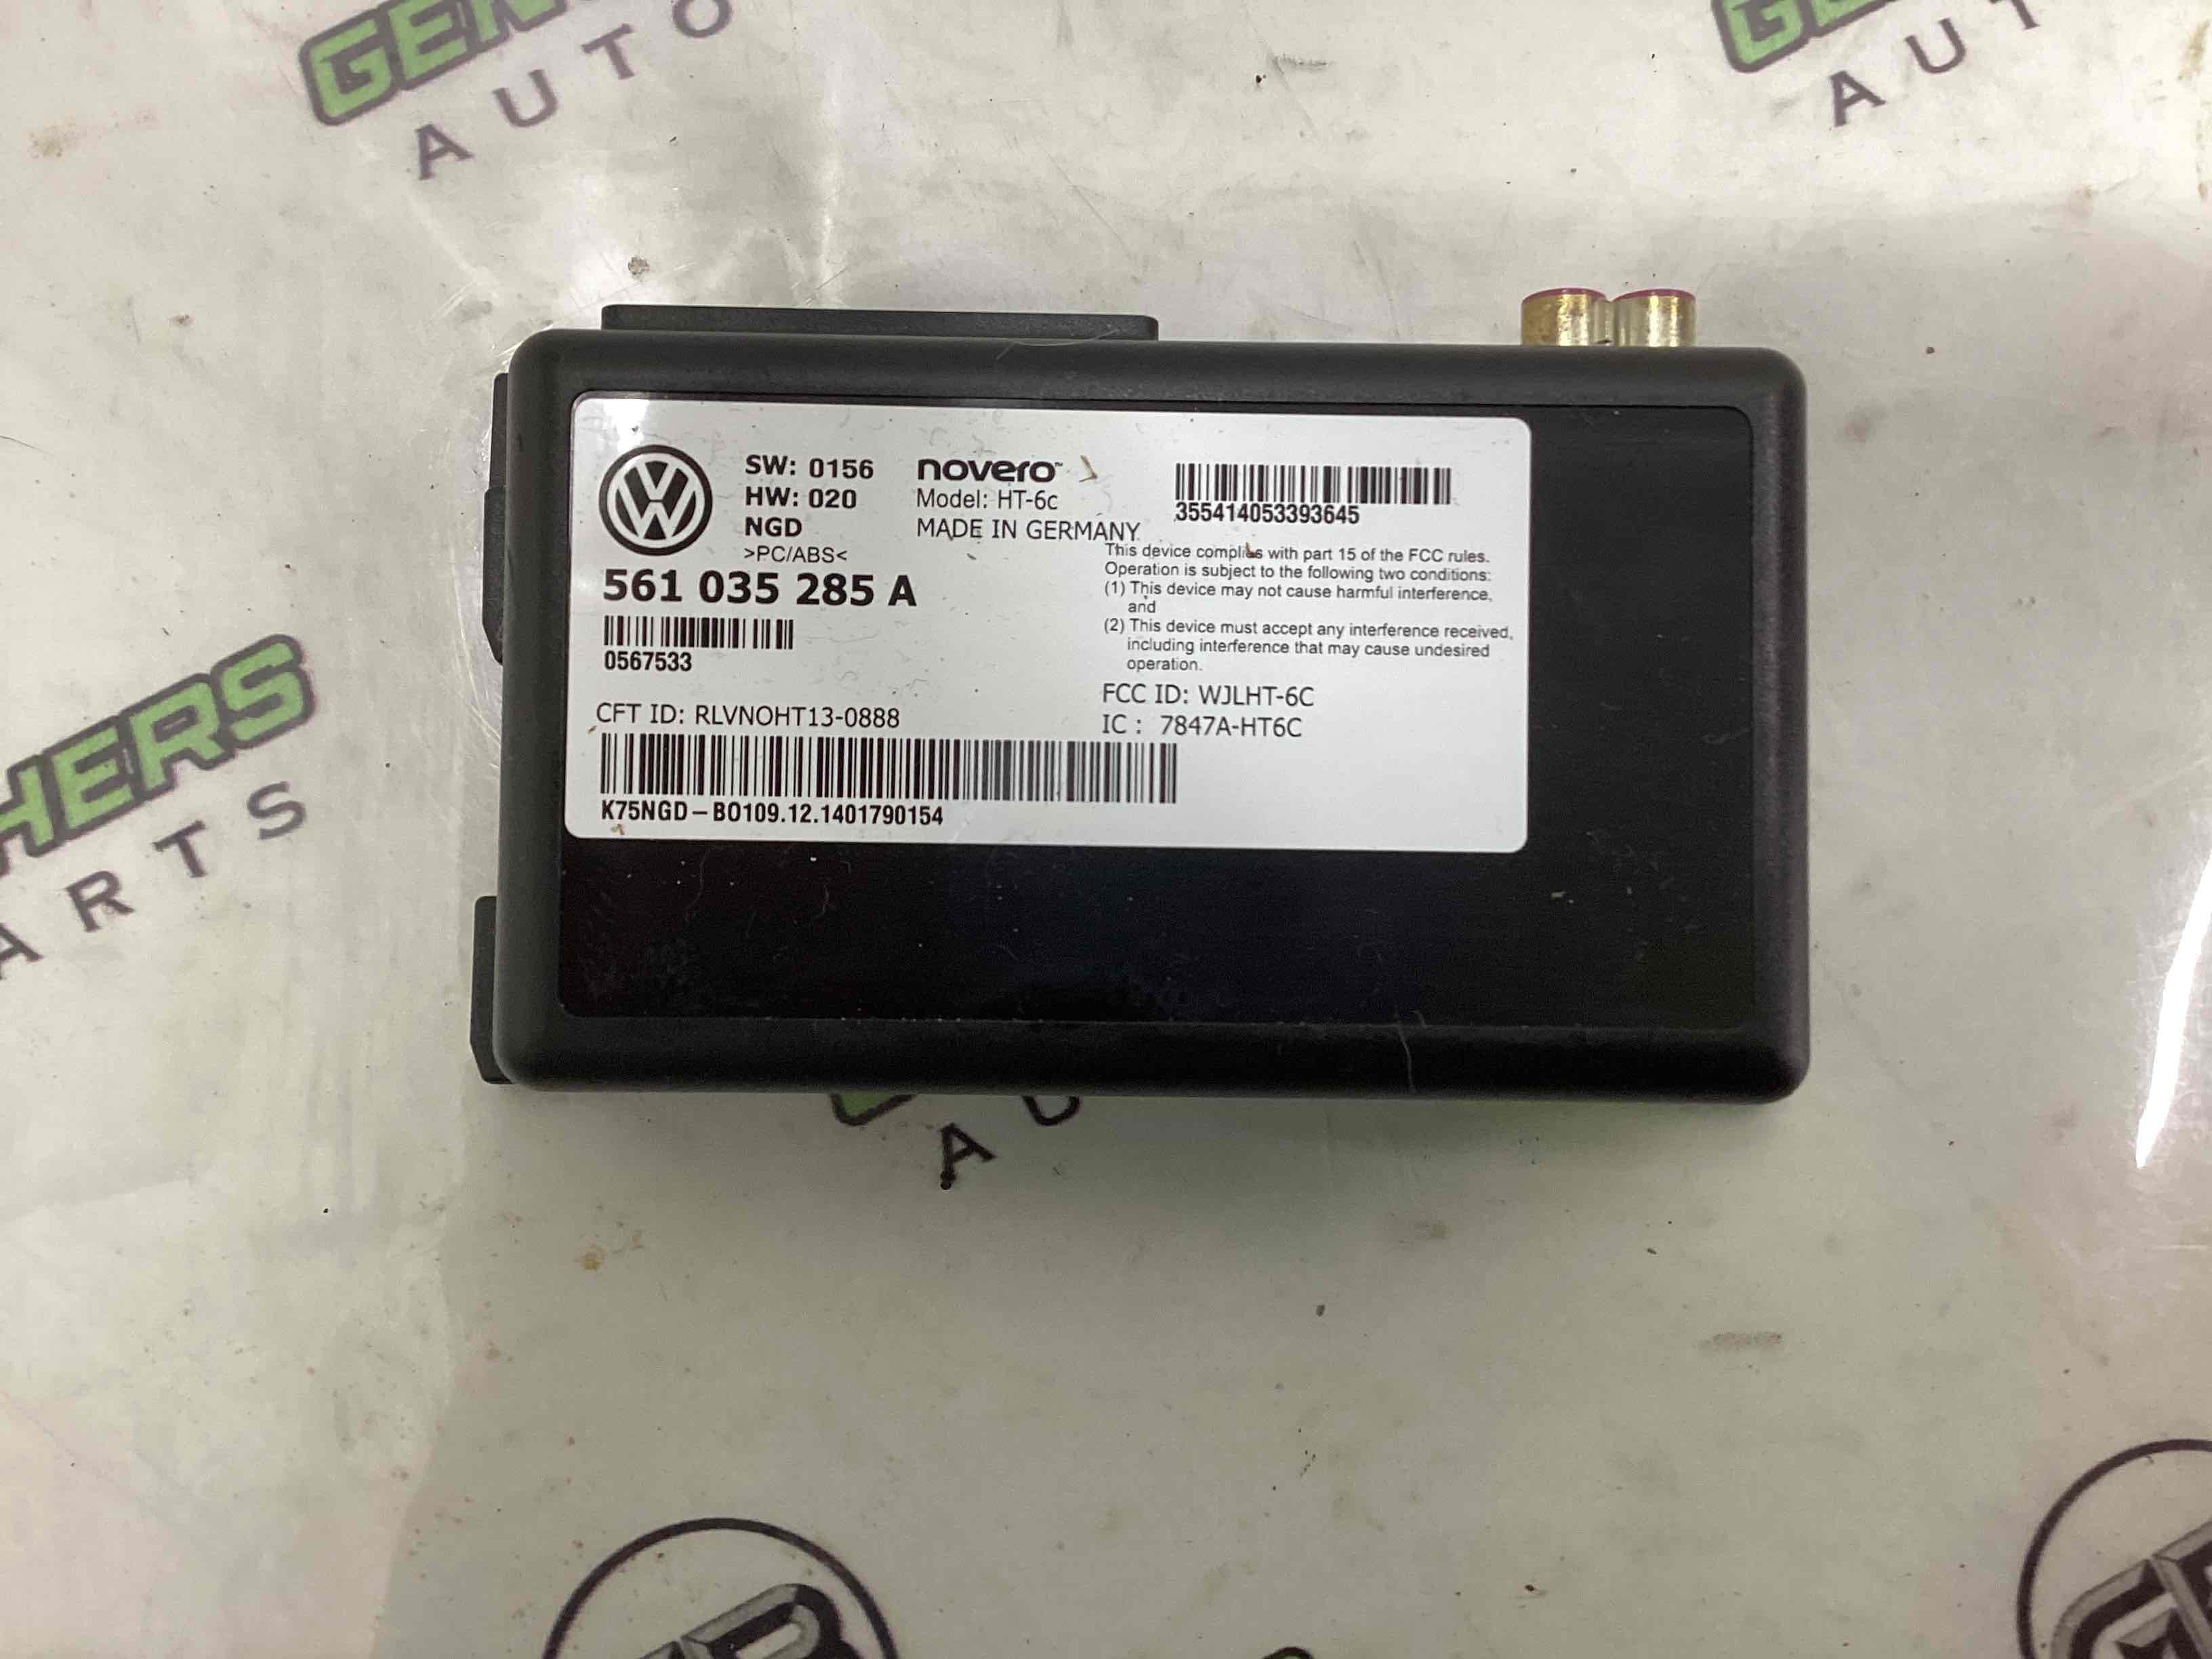 AUTO
AUT
SW: 0156
HW: 020
NGD
>PC/ABS<
561 035 285 A
0567533
novero™
Model: HT-6c
MADE IN GERMANY
355414053393645
This device complies with part 15 of the FCC rules.
Operation is subject to the following two conditions:
(1) This device may not cause harmful interference,
and
(2) This device must accept any interference received,
including interference that may cause undesired
operation.
FCC ID: WJLHT-6C
IC : 7847A-HT6C
CFT ID: RLVNOHT13-0888
K75NGD–BO109.12.1401790154
HERS
ARTS